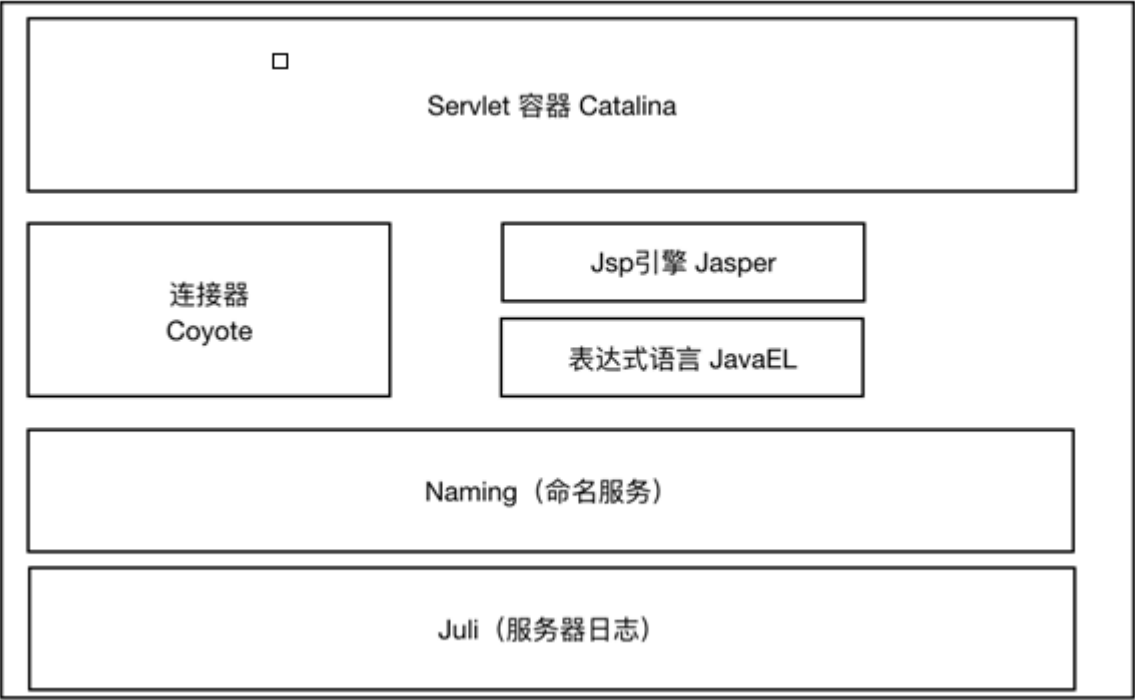 Servlet 容器 Catalina
连接器
Coyote
Jsp引擎 Jasper
表达式语言 JavaEL
Naming（命名服务）
Juli（服务器日志）